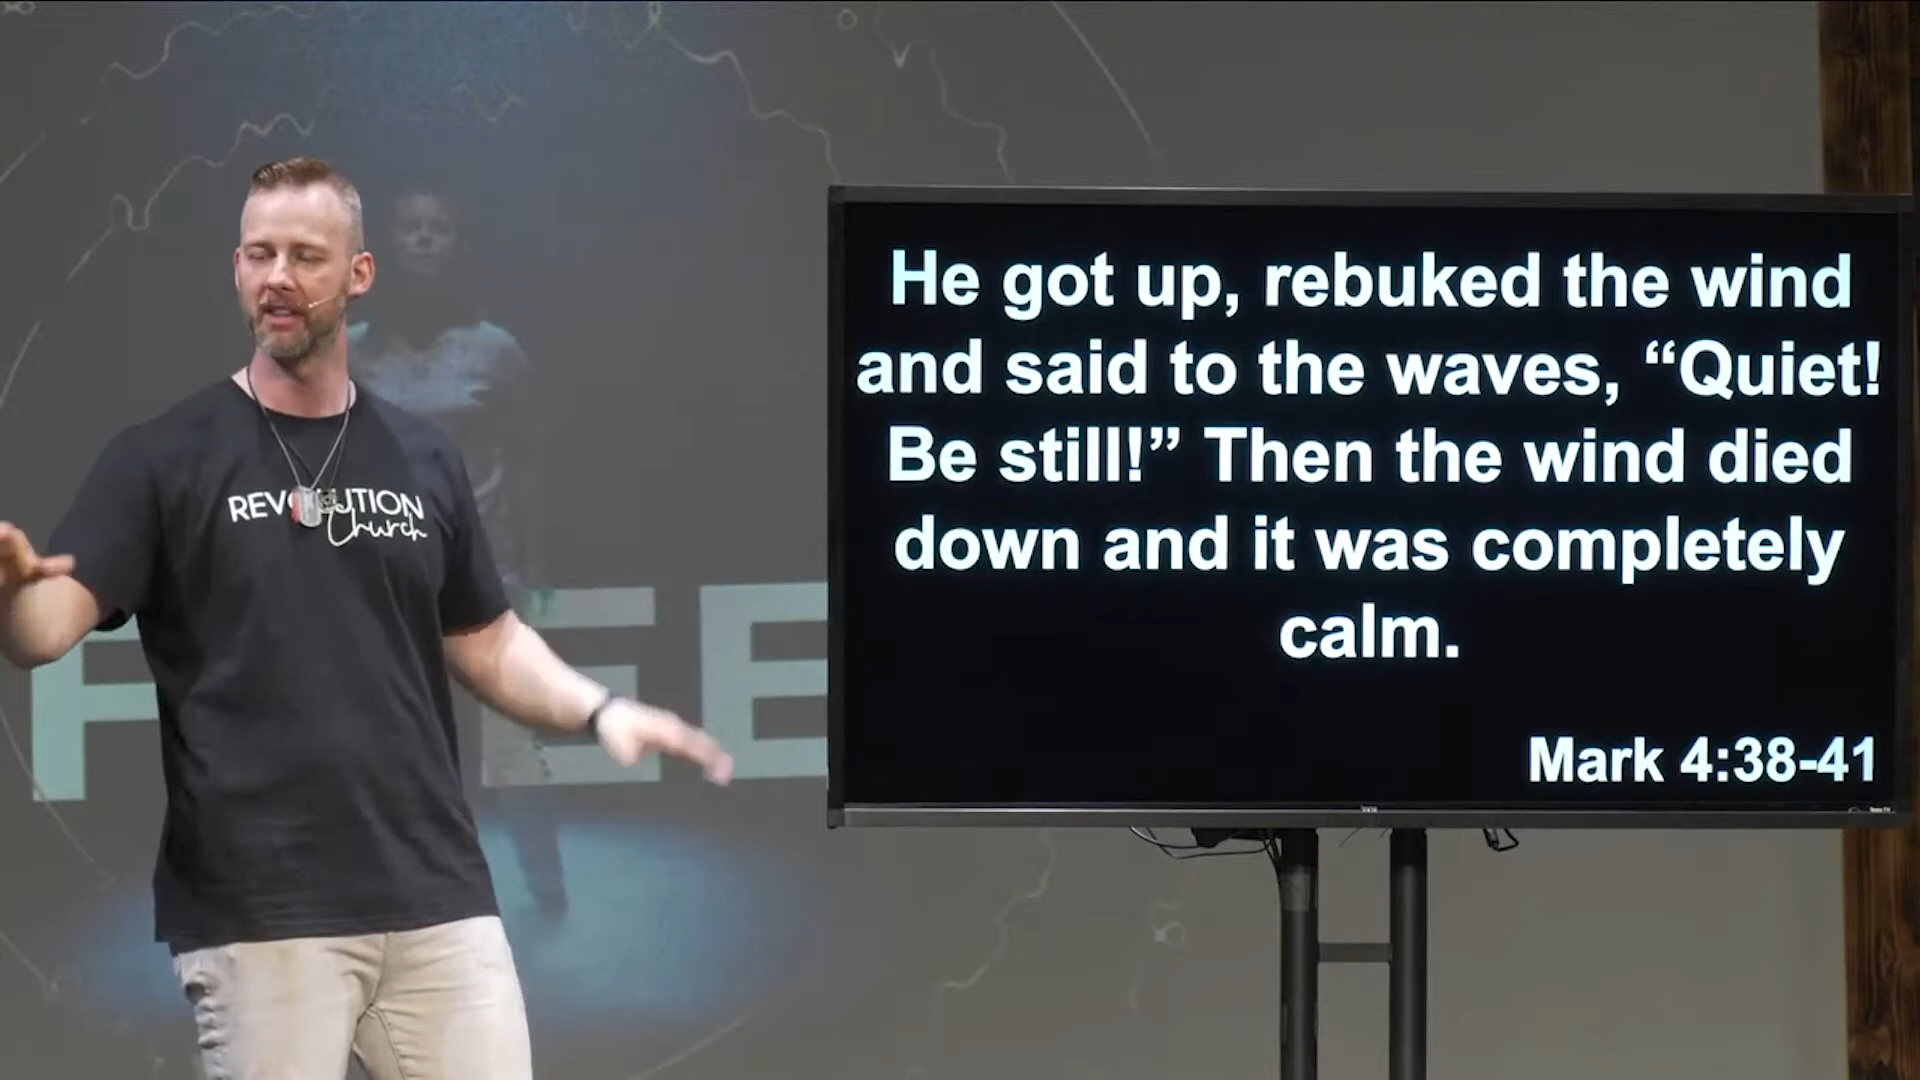 He got up, rebuked the wind
and said to the waves, “Quiet!
Be still!” Then the wind died
down and it was completely
calm.
Mark 4:38-41
Church